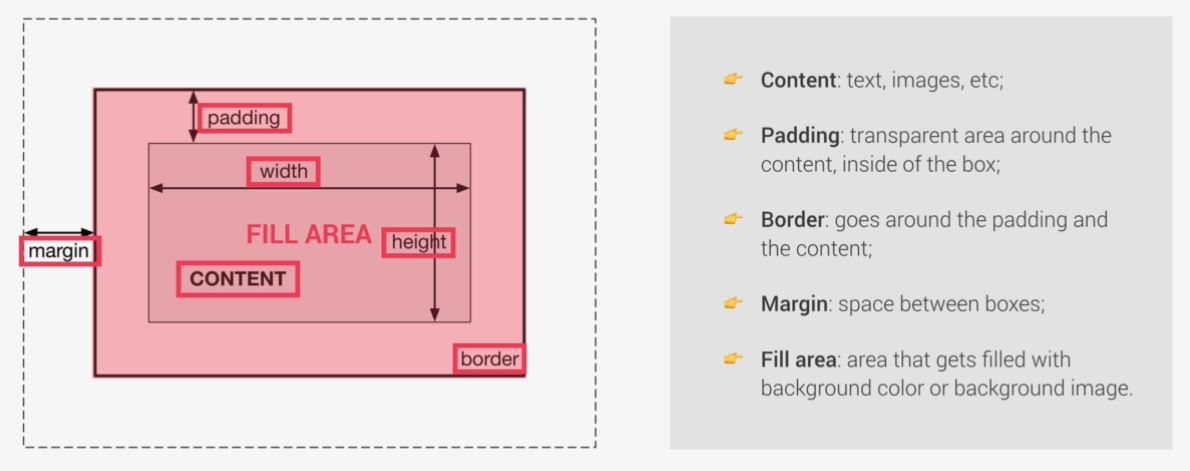 padding
width
FILL AREA
height
margin
CONTENT
border
Content: text, images, etc;
Padding: transparent area around the
content, inside of the box;
Border: goes around the padding and
the content;
Margin: space between boxes;
Fill area: area that gets filled with
background color or background image.